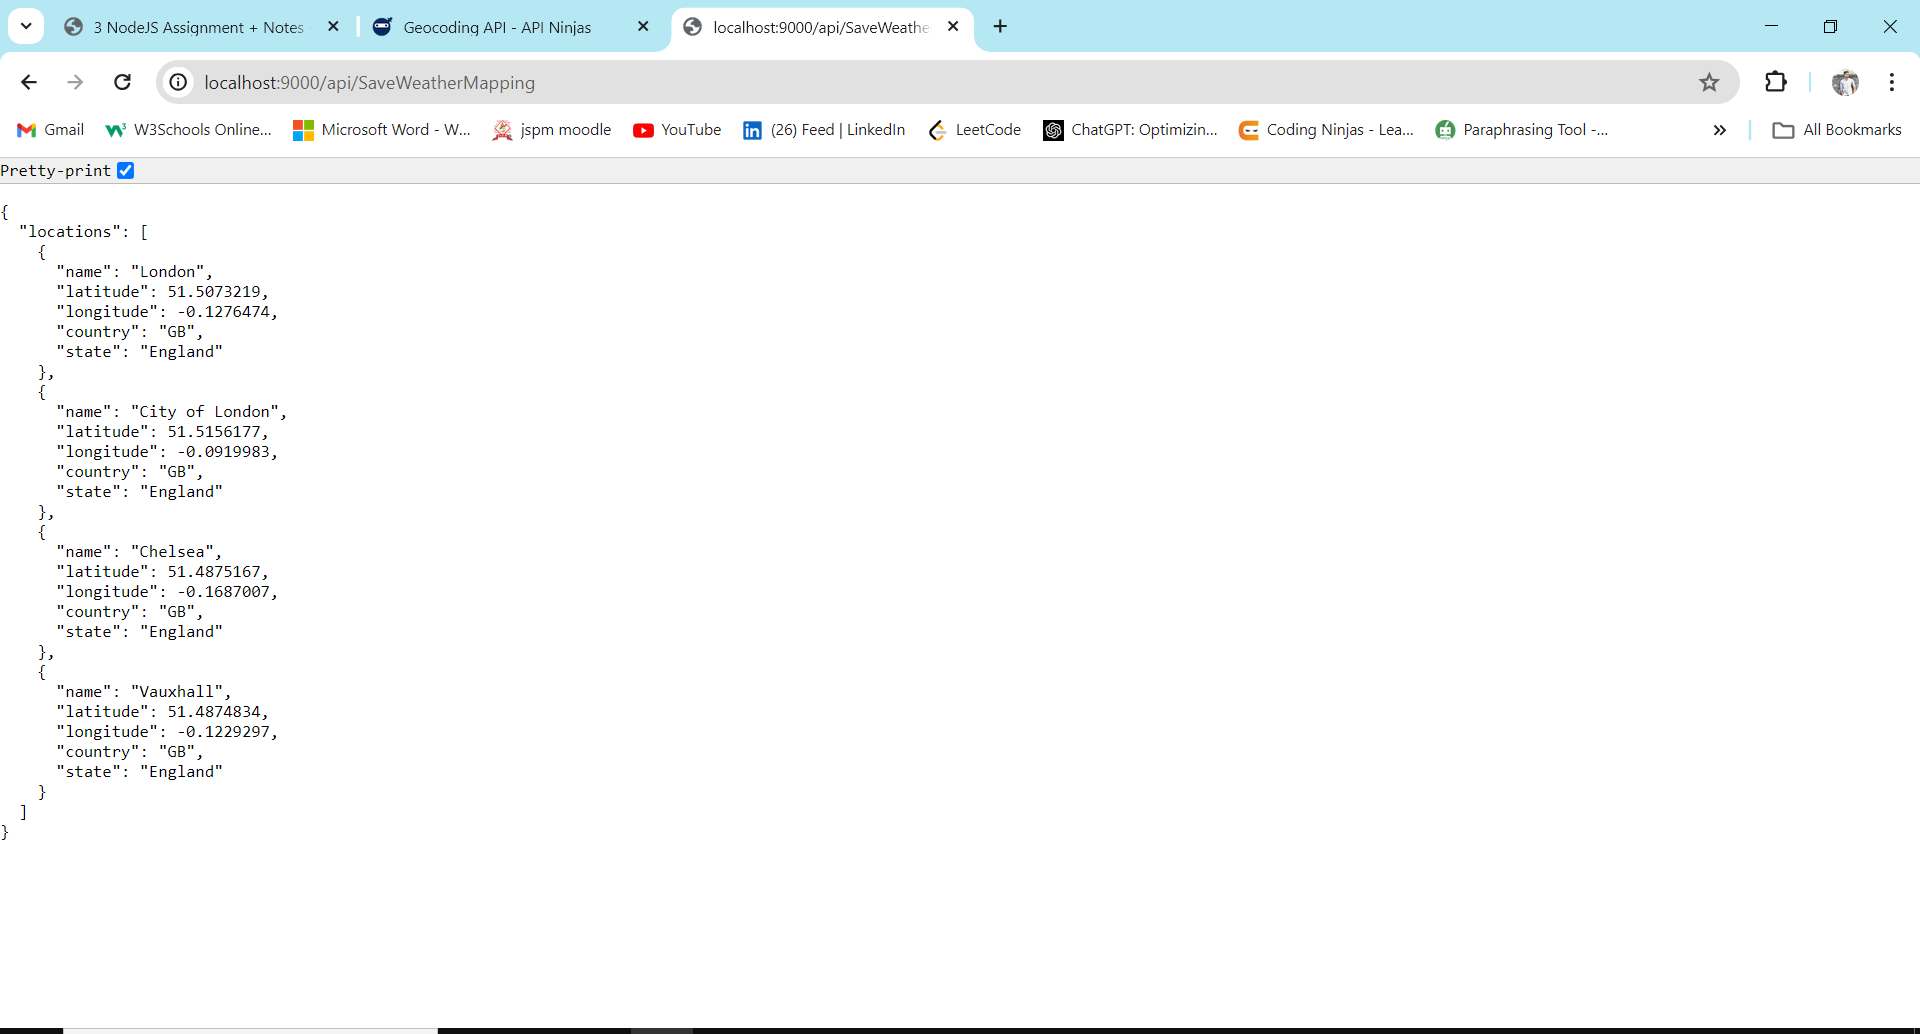 3 NodeJS Assignment + Notes
Geocoding API - API Ninjas
localhost:9000/api/SaveWeathe
localhost:9000/api/SaveWeatherMapping
Gmail W3Schools Online... Microsoft Word - W... jspm moodle YouTube (26) Feed | LinkedIn LeetCode ChatGPT: Optimizin... Coding Ninjas - Lea... Paraphrasing Tool -... » All Bookmarks
Pretty-print
{
  "locations": [
    {
      "name": "London",
      "latitude": 51.5073219,
      "longitude": -0.1276474,
      "country": "GB",
      "state": "England"
    },
    {
      "name": "City of London",
      "latitude": 51.5156177,
      "longitude": -0.0919983,
      "country": "GB",
      "state": "England"
    },
    {
      "name": "Chelsea",
      "latitude": 51.4875167,
      "longitude": -0.1687007,
      "country": "GB",
      "state": "England"
    },
    {
      "name": "Vauxhall",
      "latitude": 51.4874834,
      "longitude": -0.1229297,
      "country": "GB",
      "state": "England"
    }
  ]
}